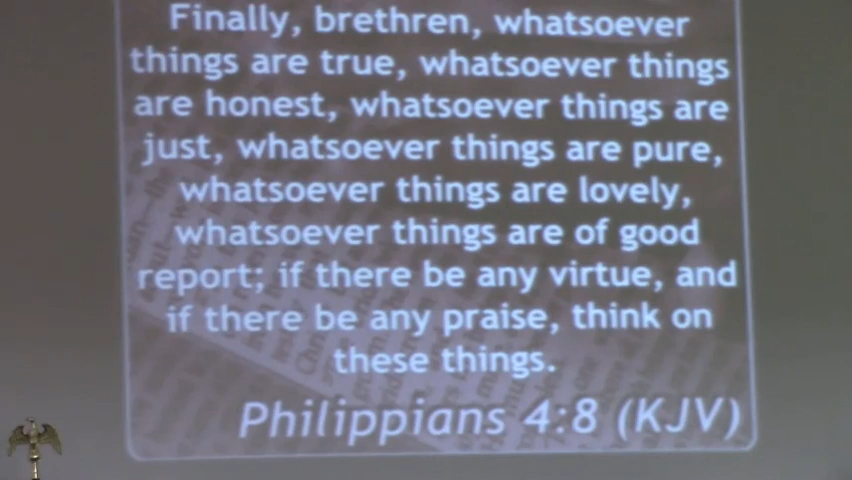 Finally, brethren, whatsoever
things are true, whatsoever things
are honest, whatsoever things are
just, whatsoever things are pure,
whatsoever things are lovely,
whatsoever things are of good
report; if there be any virtue, and
if there be any praise, think on
these things.
Philippians 4:8 (KJV)